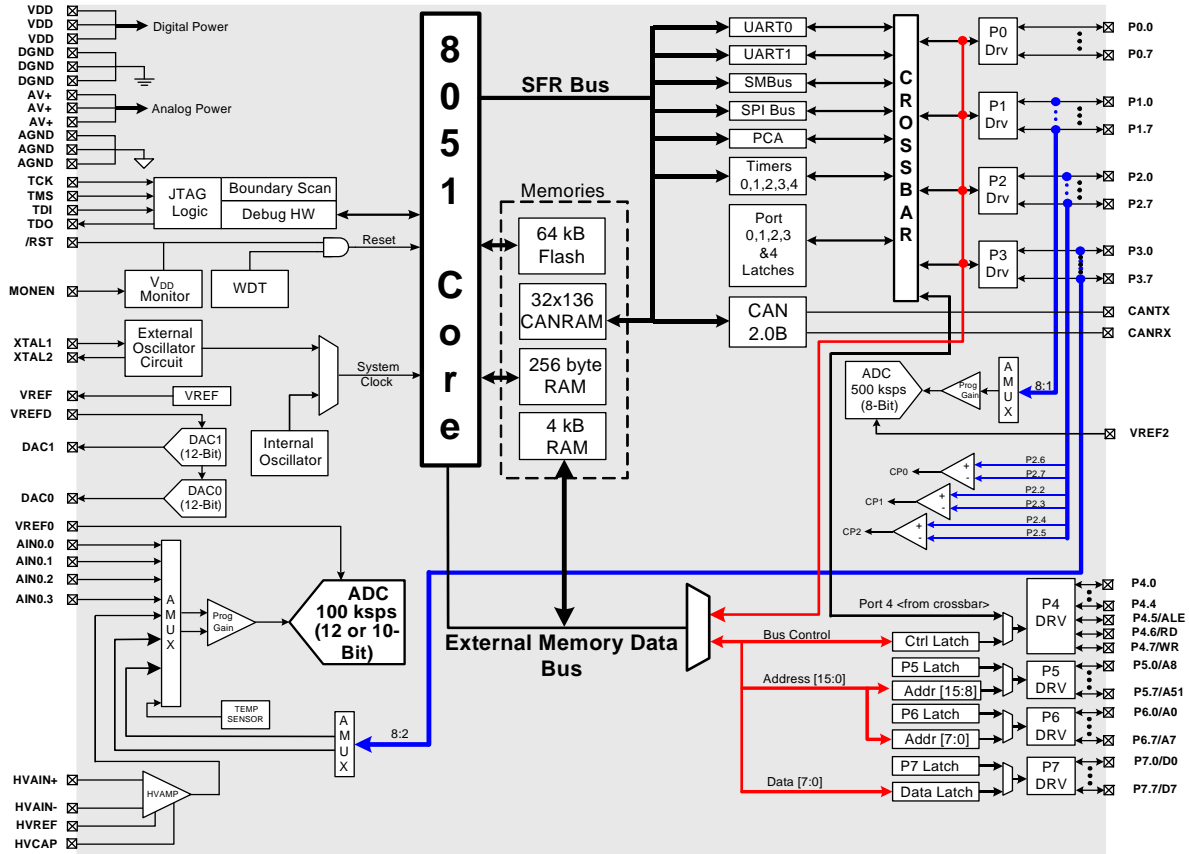 VDD
VDD
VDD
DGND
DGND
DGND
AV+
AV+
AV+
AGND
AGND
AGND
TCK
TMS
TDI
TDO
/RST
MONEN
XTAL1
XTAL2
VREF
VREFD
DAC1
DAC0
VREF0
AIN0.0
AIN0.1
AIN0.2
AIN0.3
HVAIN+
HVAIN-
HVREF
HVCAP
Digital Power
Analog Power
JTAG
Logic
Boundary Scan
Debug HW
Reset
VDD
Monitor
WDT
External
Oscillator
Circuit
System
Clock
VREF
Internal
Oscillator
DAC1
(12-Bit)
DAC0
(12-Bit)
A
M
U
X
Prog
Gain
ADC
100 ksps
(12 or 10-
Bit)
TEMP
SENSOR
A
M
U
X
8:2
HVAMP
8
0
5
1
C
o
r
e
SFR Bus
Memories
64 kB
Flash
32x136
CANRAM
256 byte
RAM
4 kB
RAM
External Memory Data
Bus
UART0
UART1
SMBus
SPI Bus
PCA
Timers
0,1,2,3,4
Port
0,1,2,3
&4
Latches
CAN
2.0B
C
R
O
S
S
B
A
R
P0
Drv
P1
Drv
P2
Drv
P3
Drv
P0.0
P0.7
P1.0
P1.7
P2.0
P2.7
P3.0
P3.7
CANTX
CANRX
ADC
500 ksps
(8-Bit)
Prog
Gain
A
M
U
X
8:1
VREF2
CP0
+
-
P2.6
P2.7
CP1
+
-
P2.2
P2.3
CP2
+
-
P2.4
P2.5
Port 4 <from crossbar>
Bus Control
Ctrl Latch
Address [15:0]
P5 Latch
Addr [15:8]
P6 Latch
Addr [7:0]
P7 Latch
Data [7:0]
Data Latch
P4
DRV
P5
DRV
P6
DRV
P7
DRV
P4.0
P4.4
P4.5/ALE
P4.6/RD
P4.7/WR
P5.0/A8
P5.7/A51
P6.0/A0
P6.7/A7
P7.0/D0
P7.7/D7